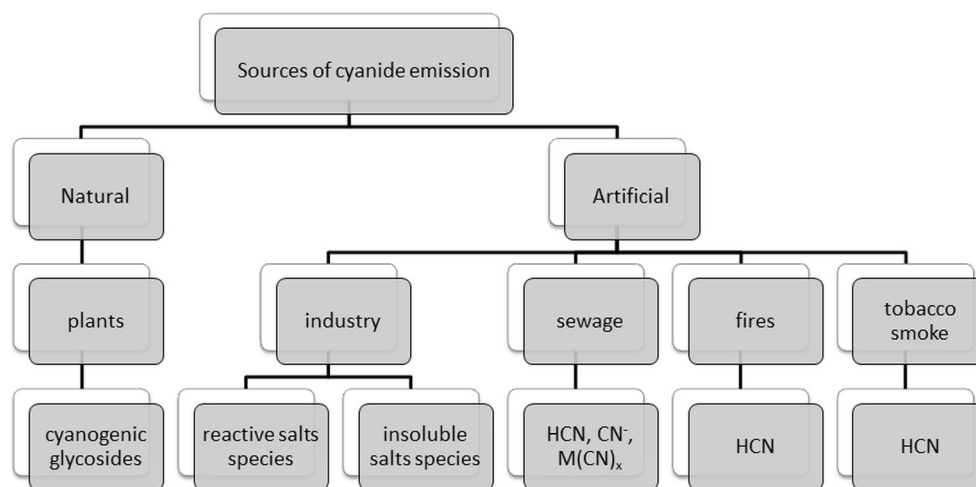 Sources of cyanide emission
Natural
Artificial
plants
industry
sewage
fires
tobacco
smoke
cyanogenic
glycosides
reactive salts
species
insoluble
salts species
HCN, CN⁻,
M(CN)ₓ
HCN
HCN